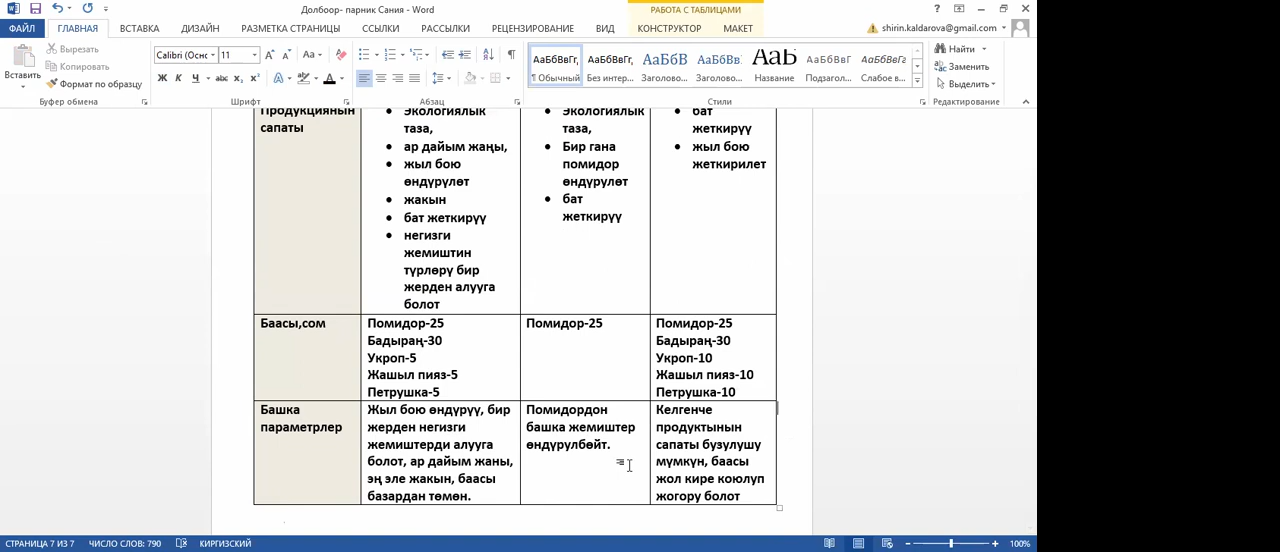 Долбоор- парник Сания - Word
РАБОТА С ТАБЛИЦАМИ
ФАЙЛ ГЛАВНАЯ ВСТАВКА ДИЗАЙН РАЗМЕТКА СТРАНИЦЫ ССЫЛКИ РАССЫЛКИ РЕЦЕНЗИРОВАНИЕ ВИД КОНСТРУКТОР МАКЕТ shirin.kaldarova@gmail.com
Вставить
Вырезать
Копировать
Формат по образцу
Буфер обмена
Calibri (Осно 11
Ж К Ч abc x₂ x²
Шрифт
Абзац
АаБбВвГг, АаБбВвГг, АаБбВ АаБбВв АаБ АаБбВвГ АаБбВвГг
¶ Обычный Без интер... Заголово... Заголово... Название Подзагол... Слабое в...
Стили
Найти
Заменить
Выделить
Редактирование
Продукциянын
сапаты
• Экологиялык
таза,
• ар дайым жаңы,
• жыл бою
өндүрүлөт
• жакын
• бат жеткирүү
• негизги
жемиштин
түрлөрү бир
жерден алууга
болот
• Экологиялык
таза,
• Бир гана
помидор
өндүрүлөт
• бат
жеткирүү
• бат
жеткирүү
• жыл бою
жеткирилет
Баасы,сом
Помидор-25
Бадыраң-30
Укроп-5
Жашыл пияз-5
Петрушка-5
Помидор-25
Помидор-25
Бадыраң-30
Укроп-10
Жашыл пияз-10
Петрушка-10
Башка
параметрлер
Жыл бою өндүрүү, бир
жерден негизги
жемиштерди алууга
болот, ар дайым жаны,
эң эле жакын, баасы
базардан төмөн.
Помидордон
башка жемиштер
өндүрулбөйт.
Келгенче
продуктынын
сапаты бузулушу
мүмкүн, баасы
жол кире коюлуп
жогору болот
СТРАНИЦА 7 ИЗ 7 ЧИСЛО СЛОВ: 790 КИРГИЗСКИЙ 100%